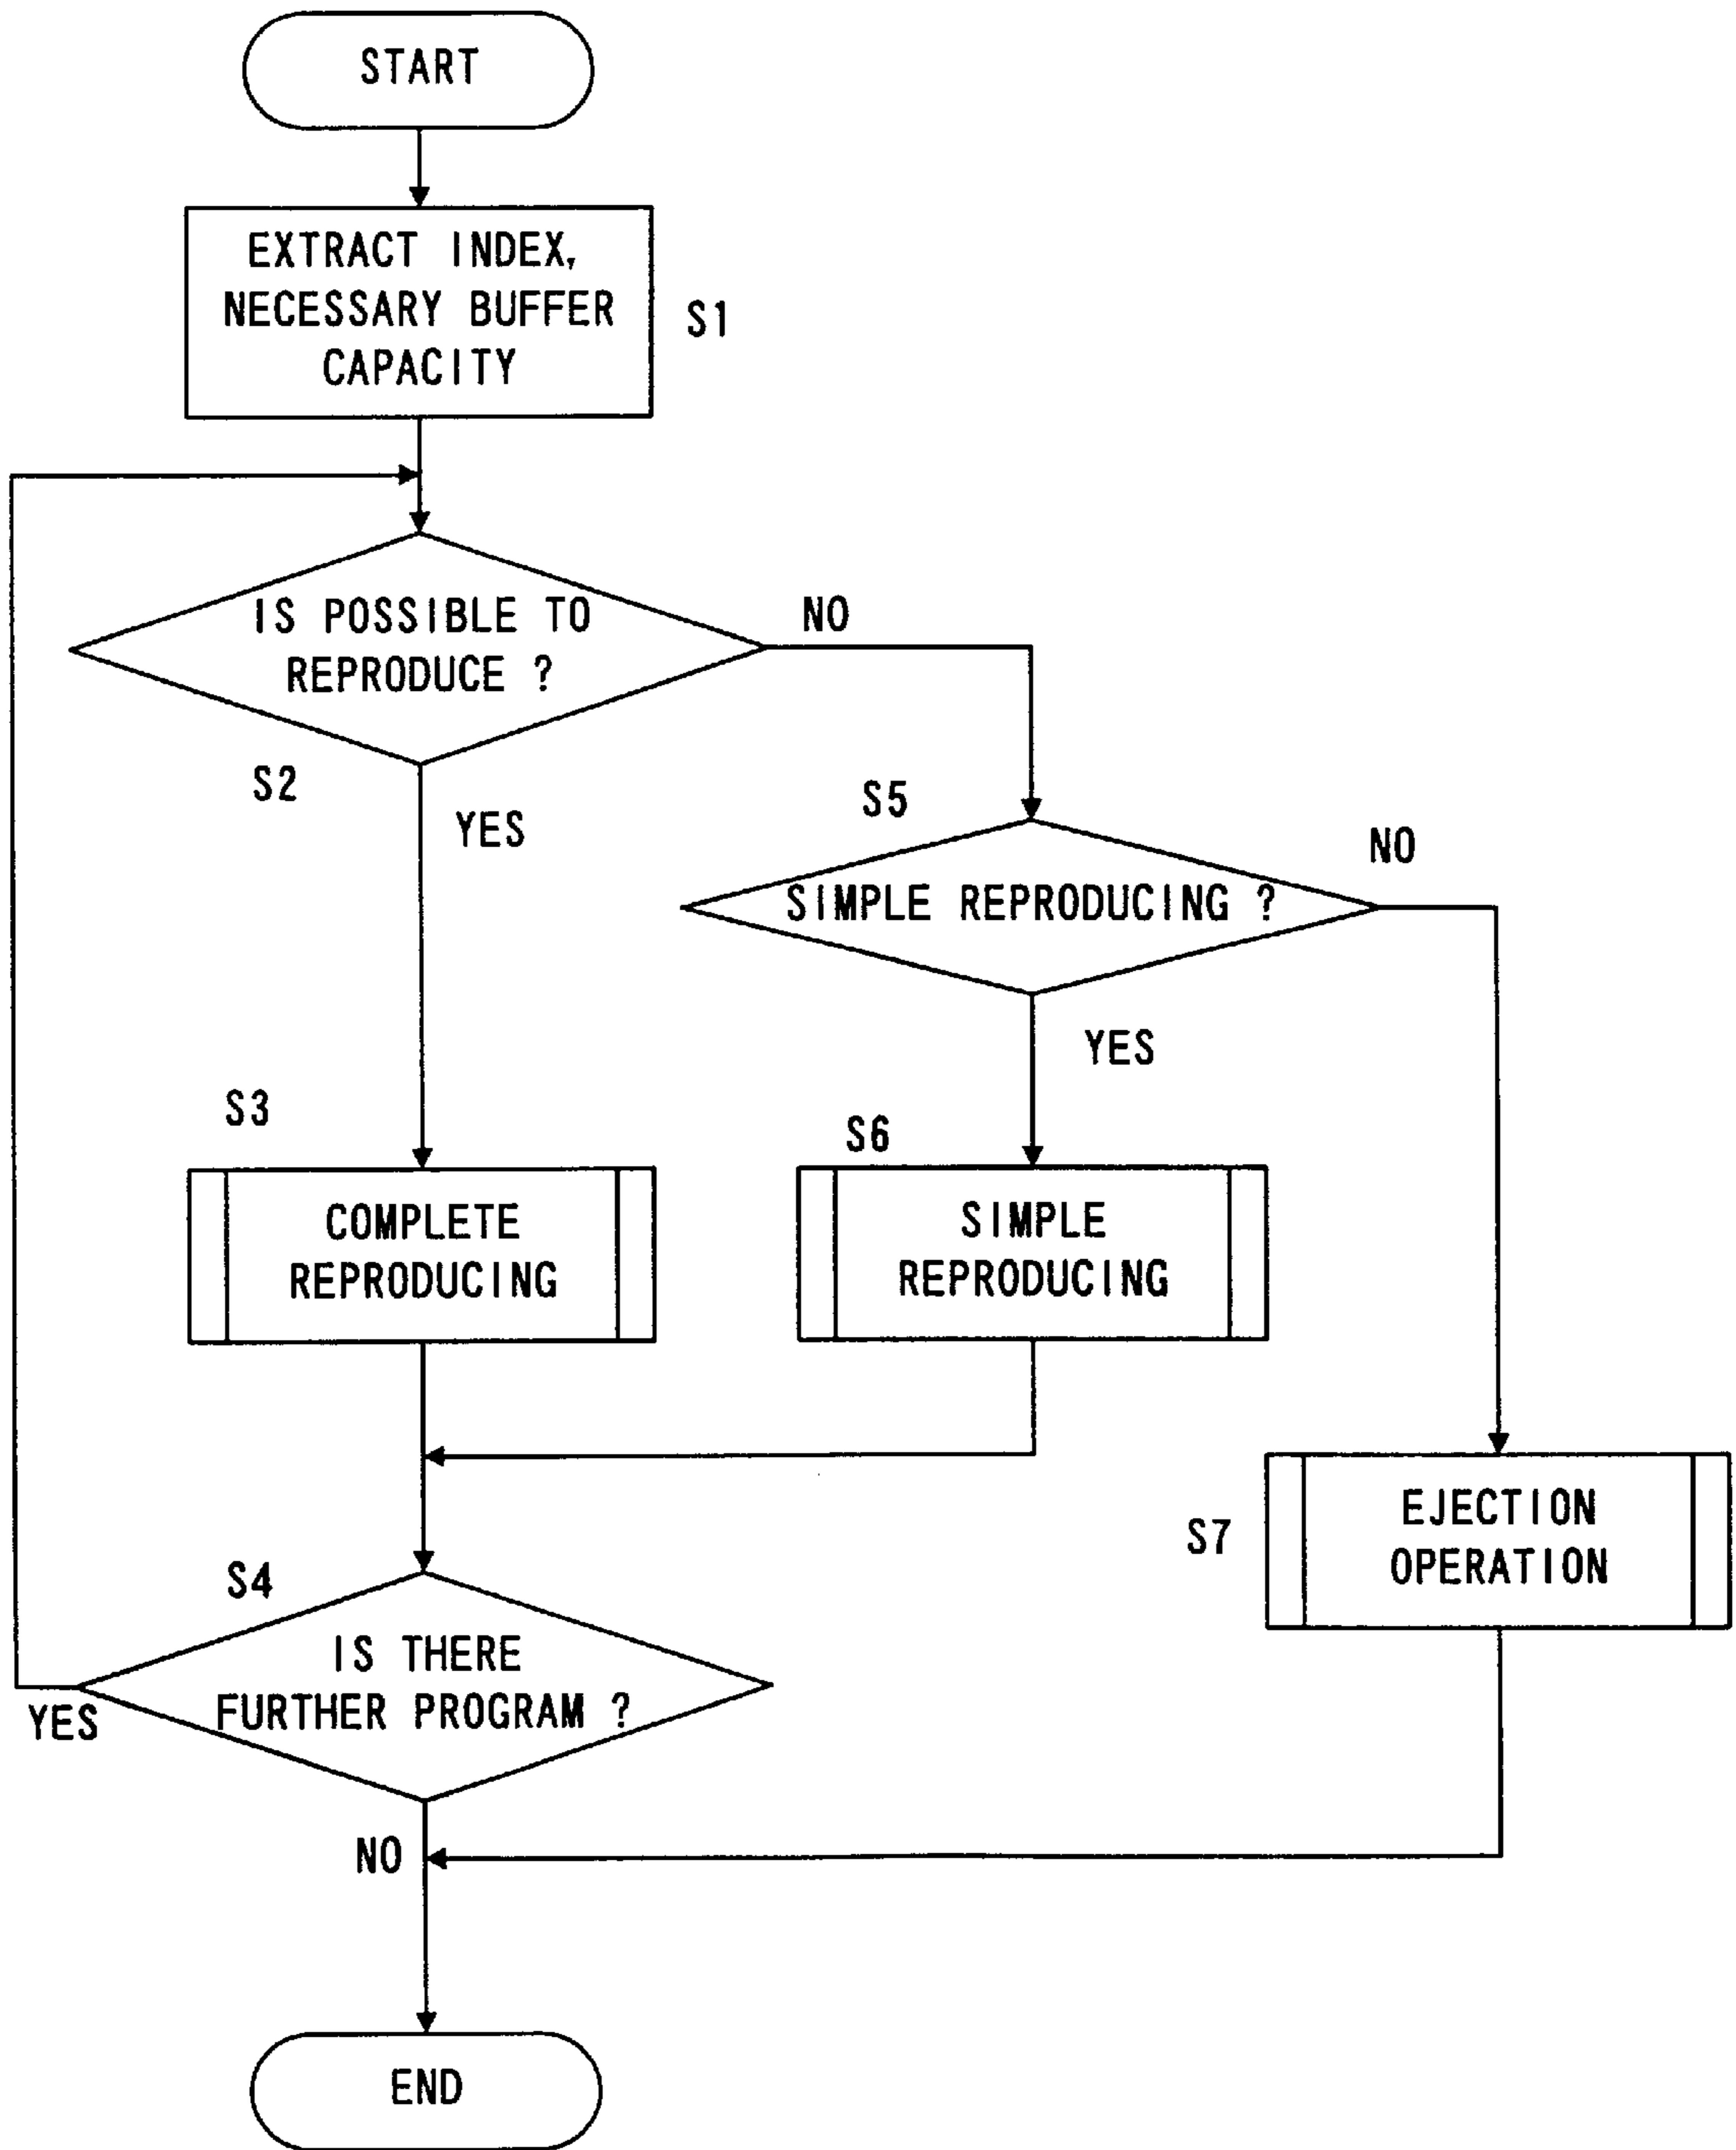 START
EXTRACT INDEX,
NECESSARY BUFFER
CAPACITY
S1
IS POSSIBLE TO
REPRODUCE ?
NO
S2
YES
S5
SIMPLE REPRODUCING ?
NO
YES
S3
COMPLETE
REPRODUCING
S6
SIMPLE
REPRODUCING
S7
EJECTION
OPERATION
S4
IS THERE
FURTHER PROGRAM ?
YES
NO
END